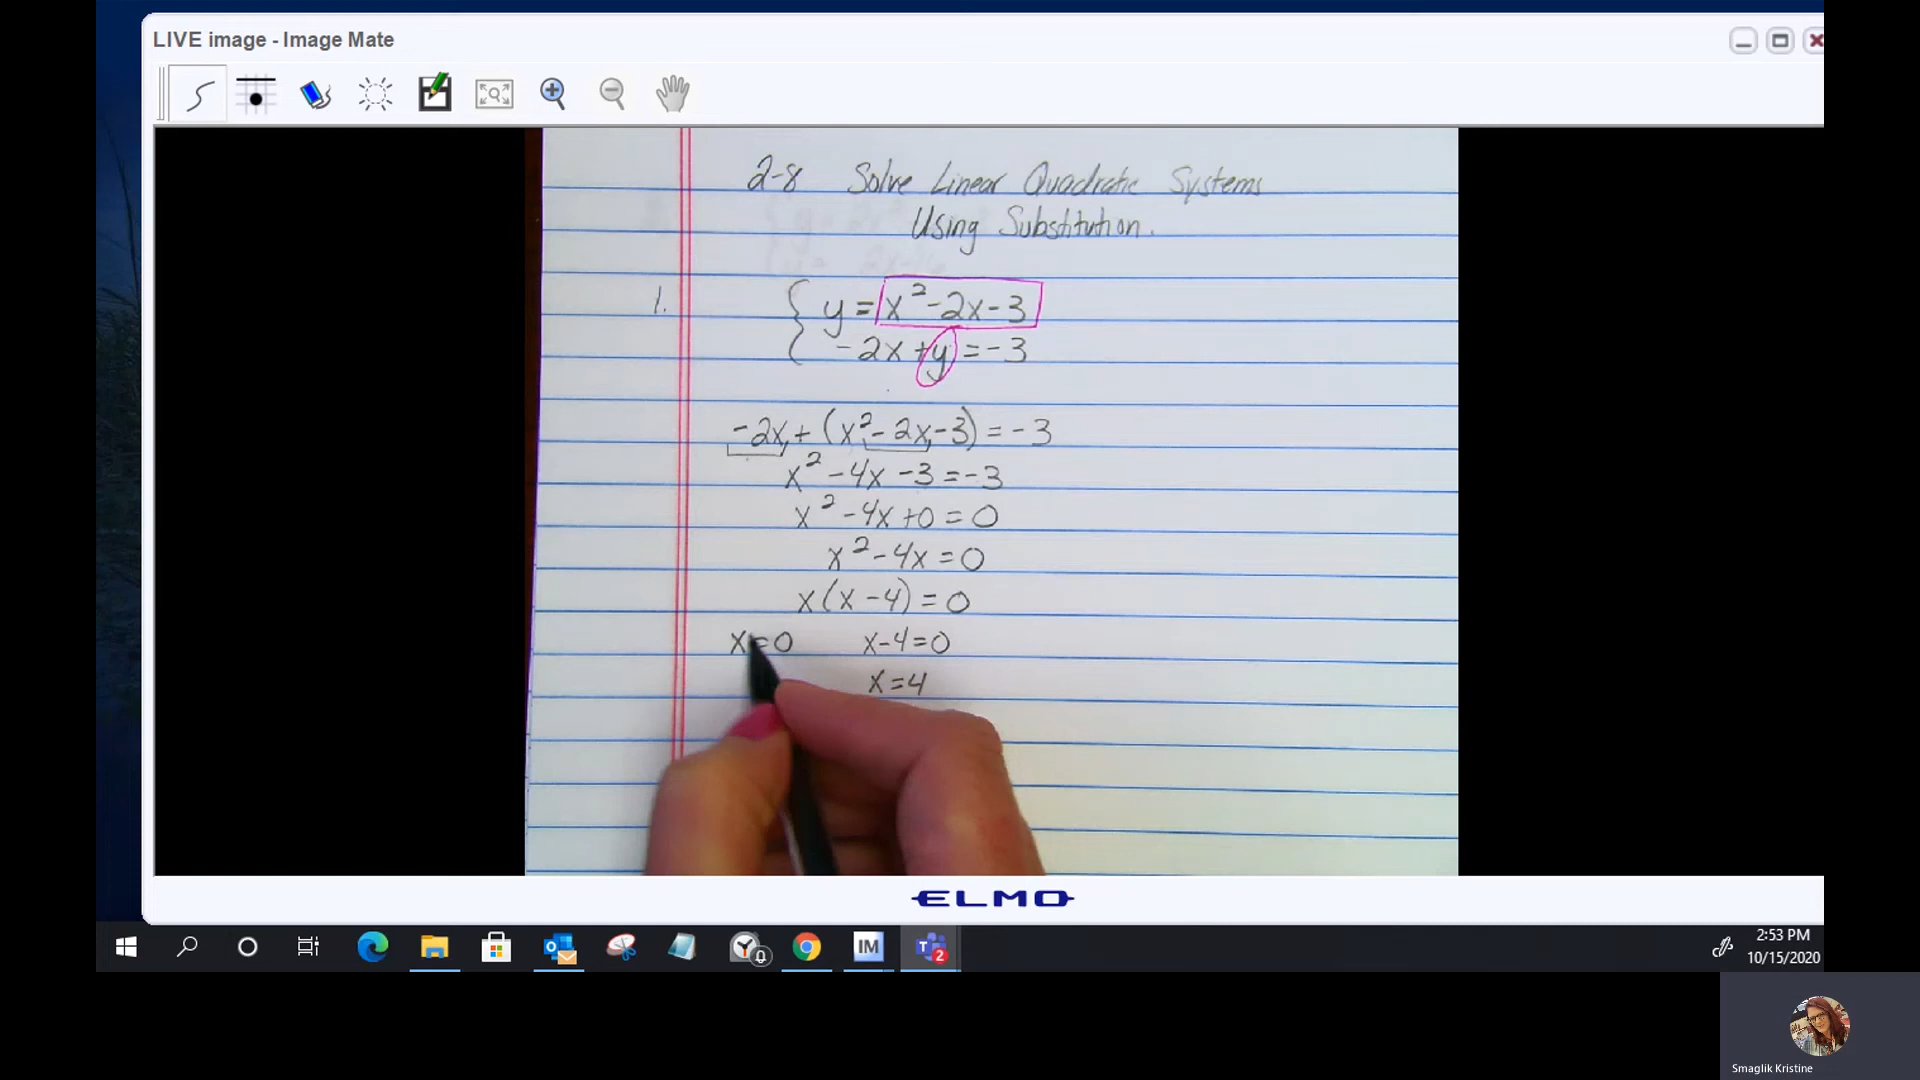 LIVE image - Image Mate
2-8 Solve Linear Quadratic Systems
Using Substitution.
1. y = x² - 2x - 3
-2x + y = -3
-2x + (x² - 2x - 3) = -3
x² - 4x - 3 = -3
x² - 4x + 0 = 0
x² - 4x = 0
x(x - 4) = 0
x = 0 x - 4 = 0
x = 4
ELMO
IM
T 2
2:53 PM
10/15/2020
Smaglik Kristine